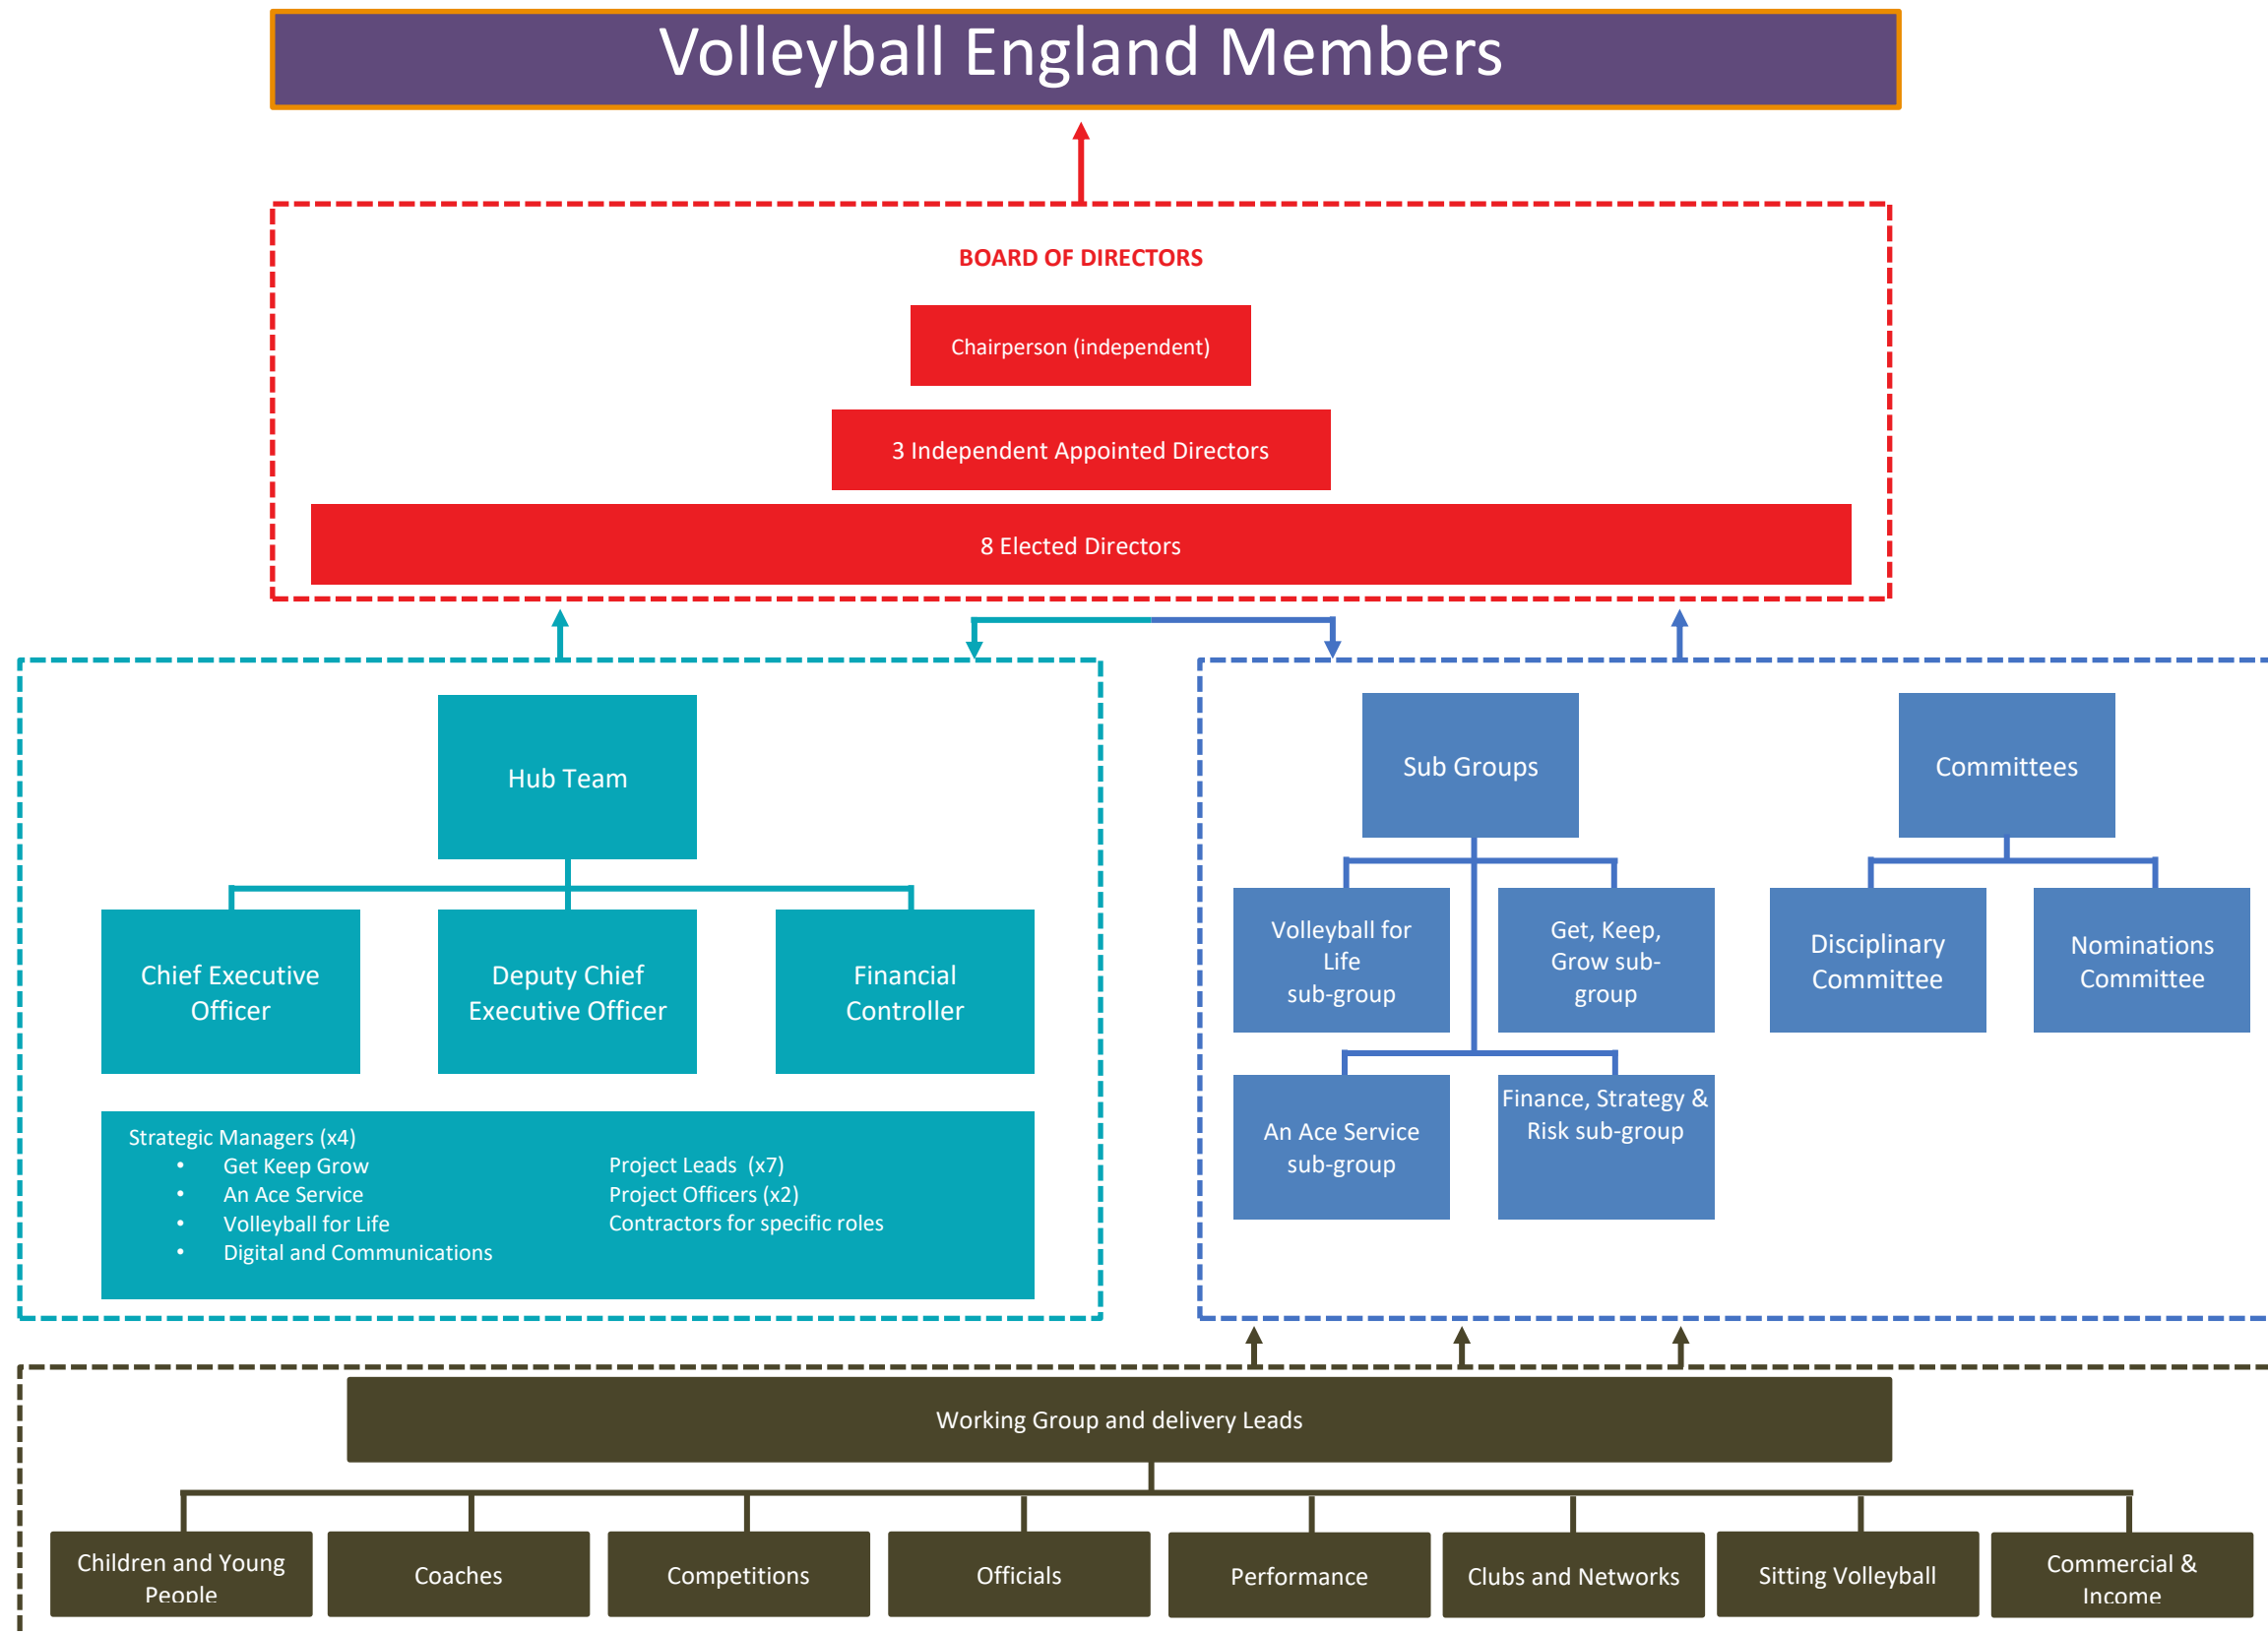 Volleyball England Members
BOARD OF DIRECTORS
Chairperson (independent)
3 Independent Appointed Directors
8 Elected Directors
Hub Team
Chief Executive
Officer
Deputy Chief
Executive Officer
Financial
Controller
Strategic Managers (x4)
• Get Keep Grow
• An Ace Service
• Volleyball for Life
• Digital and Communications
Project Leads (x7)
Project Officers (x2)
Contractors for specific roles
Sub Groups
Volleyball for
Life
sub-group
Get, Keep,
Grow sub-
group
An Ace Service
sub-group
Finance, Strategy &
Risk sub-group
Committees
Disciplinary
Committee
Nominations
Committee
Working Group and delivery Leads
Children and Young
People
Coaches
Competitions
Officials
Performance
Clubs and Networks
Sitting Volleyball
Commercial &
Income